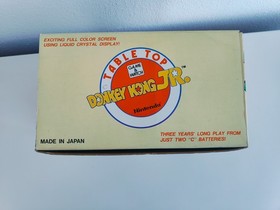 EXCITING FULL COLOR SCREEN
USING LIQUID CRYSTAL DISPLAY!
TABLE TOP
DONKEY KONG JR.™
Nintendo
MADE IN JAPAN
THREE YEARS' LONG PLAY FROM
JUST TWO "C" BATTERIES!